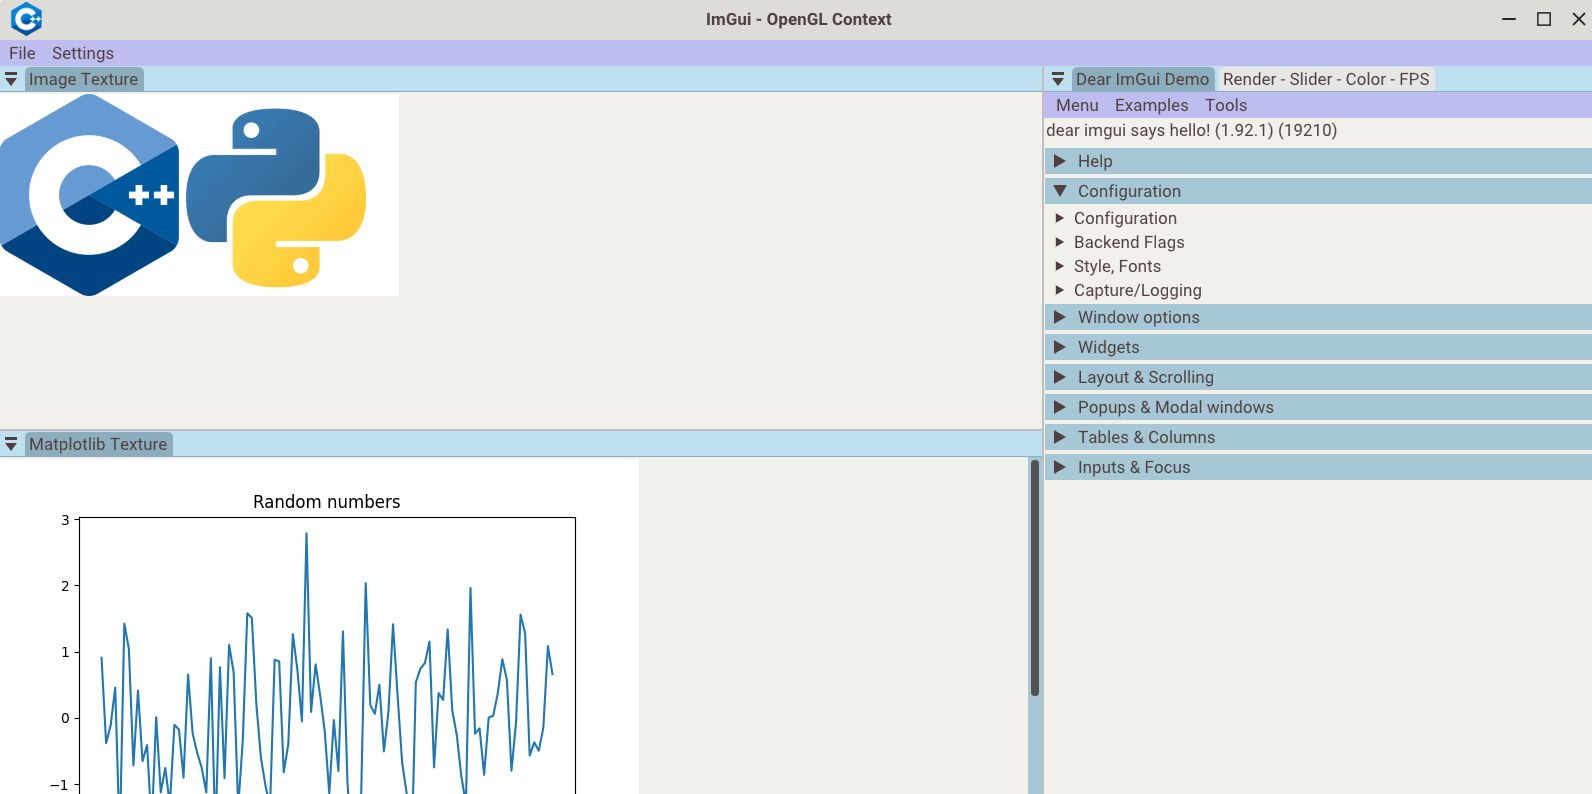 ImGui - OpenGL Context
File Settings
Image Texture
C ++
Matplotlib Texture
Random numbers
3
2
1
0
−1
Dear ImGui Demo Render - Slider - Color - FPS
Menu Examples Tools
dear imgui says hello! (1.92.1) (19210)
Help
Configuration
Configuration
Backend Flags
Style, Fonts
Capture/Logging
Window options
Widgets
Layout & Scrolling
Popups & Modal windows
Tables & Columns
Inputs & Focus